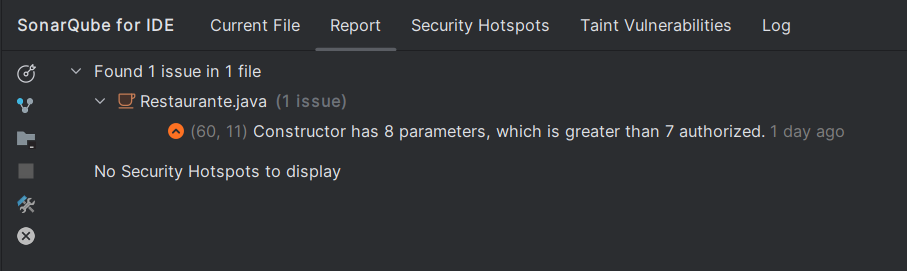 SonarQube for IDE Current File Report Security Hotspots Taint Vulnerabilities Log
Found 1 issue in 1 file
Restaurante.java (1 issue)
(60, 11) Constructor has 8 parameters, which is greater than 7 authorized. 1 day ago
No Security Hotspots to display